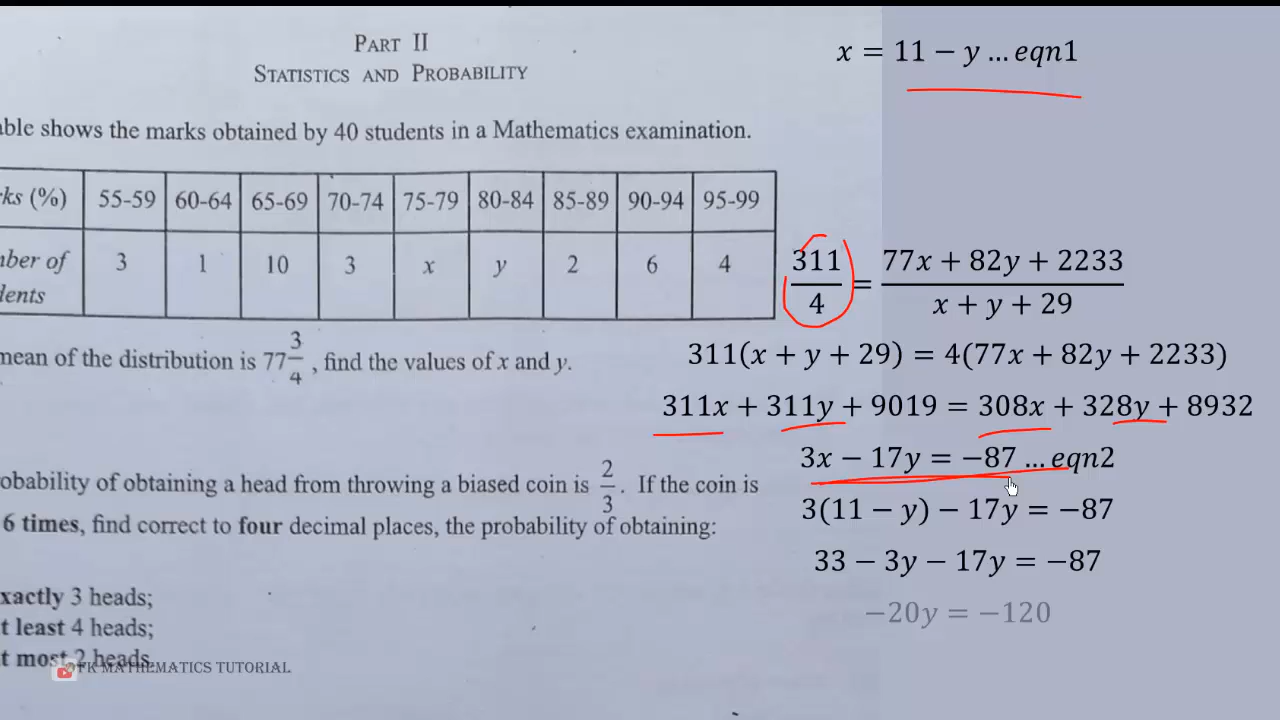 PART II
STATISTICS AND PROBABILITY
able shows the marks obtained by 40 students in a Mathematics examination.
rks (%) 55-59 60-64 65-69 70-74 75-79 80-84 85-89 90-94 95-99
nber of
dents 3 1 10 3 x y 2 6 4
mean of the distribution is 77 3/4, find the values of x and y.
obability of obtaining a head from throwing a biased coin is 2/3. If the coin is
6 times, find correct to four decimal places, the probability of obtaining:
xactly 3 heads;
t least 4 heads;
t most 2 heads.
MATHEMATICS TUTORIAL
x = 11 − y … eqn1
311/4 = (77x + 82y + 2233)/(x + y + 29)
311(x + y + 29) = 4(77x + 82y + 2233)
311x + 311y + 9019 = 308x + 328y + 8932
3x − 17y = −87 … eqn2
3(11 − y) − 17y = −87
33 − 3y − 17y = −87
−20y = −120